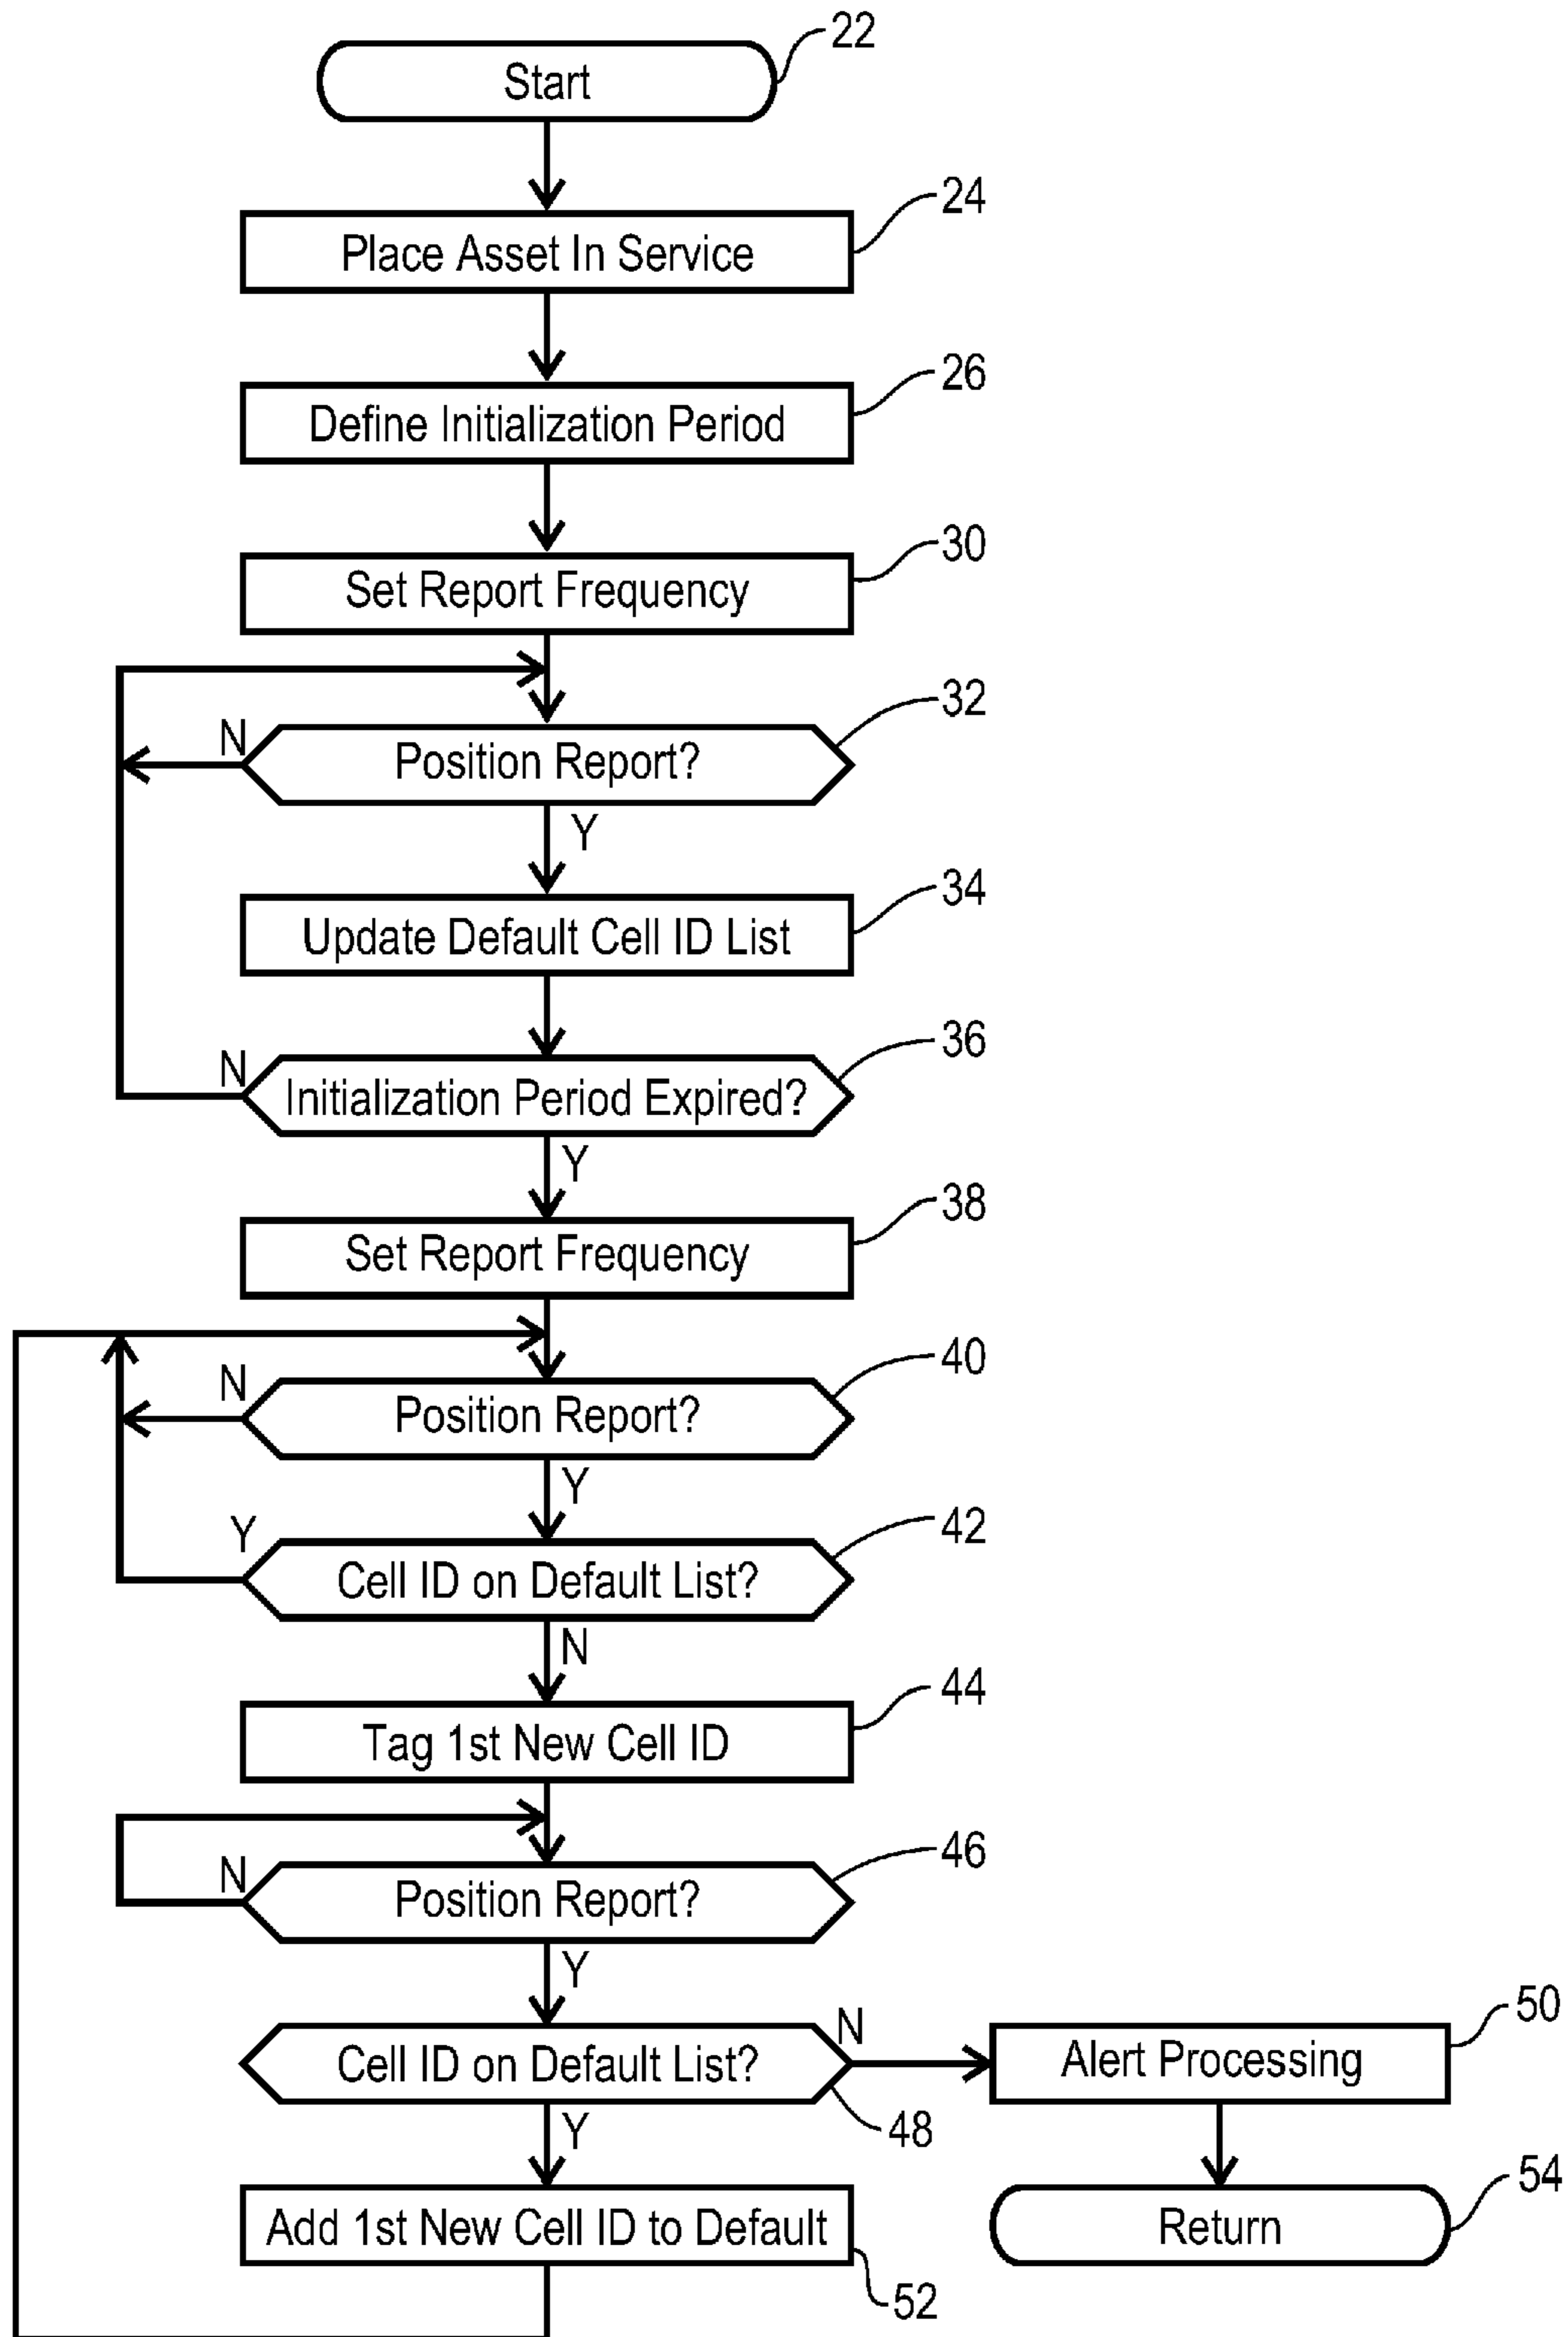 22
Start
24
Place Asset In Service
26
Define Initialization Period
30
Set Report Frequency
32
N
Position Report?
Y
34
Update Default Cell ID List
36
N
Initialization Period Expired?
Y
38
Set Report Frequency
40
N
Position Report?
Y
42
Y
Cell ID on Default List?
N
44
Tag 1st New Cell ID
46
N
Position Report?
Y
Cell ID on Default List?
N
48
50
Alert Processing
Y
54
Add 1st New Cell ID to Default
Return
52